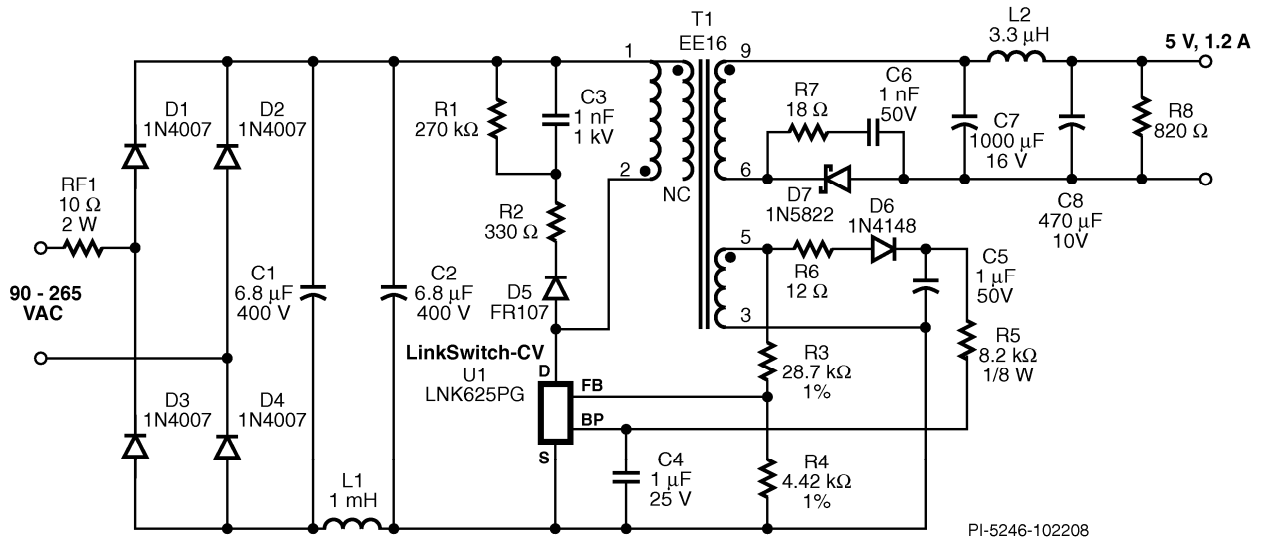 T1
EE16
L2
3.3 µH
5 V, 1.2 A
1
9
D1
1N4007
D2
1N4007
R1
270 kΩ
C3
1 nF
1 kV
R7
18 Ω
C6
1 nF
50V
C7
1000 µF
16 V
R8
820 Ω
2
6
NC
RF1
10 Ω
2 W
R2
330 Ω
D7
1N5822
D6
1N4148
C8
470 µF
10V
5
R6
12 Ω
C5
1 µF
50V
90 - 265
VAC
C1
6.8 µF
400 V
C2
6.8 µF
400 V
D5
FR107
3
R3
28.7 kΩ
1%
R5
8.2 kΩ
1/8 W
LinkSwitch-CV
U1
LNK625PG
D
FB
BP
S
D3
1N4007
D4
1N4007
C4
1 µF
25 V
R4
4.42 kΩ
1%
L1
1 mH
PI-5246-102208